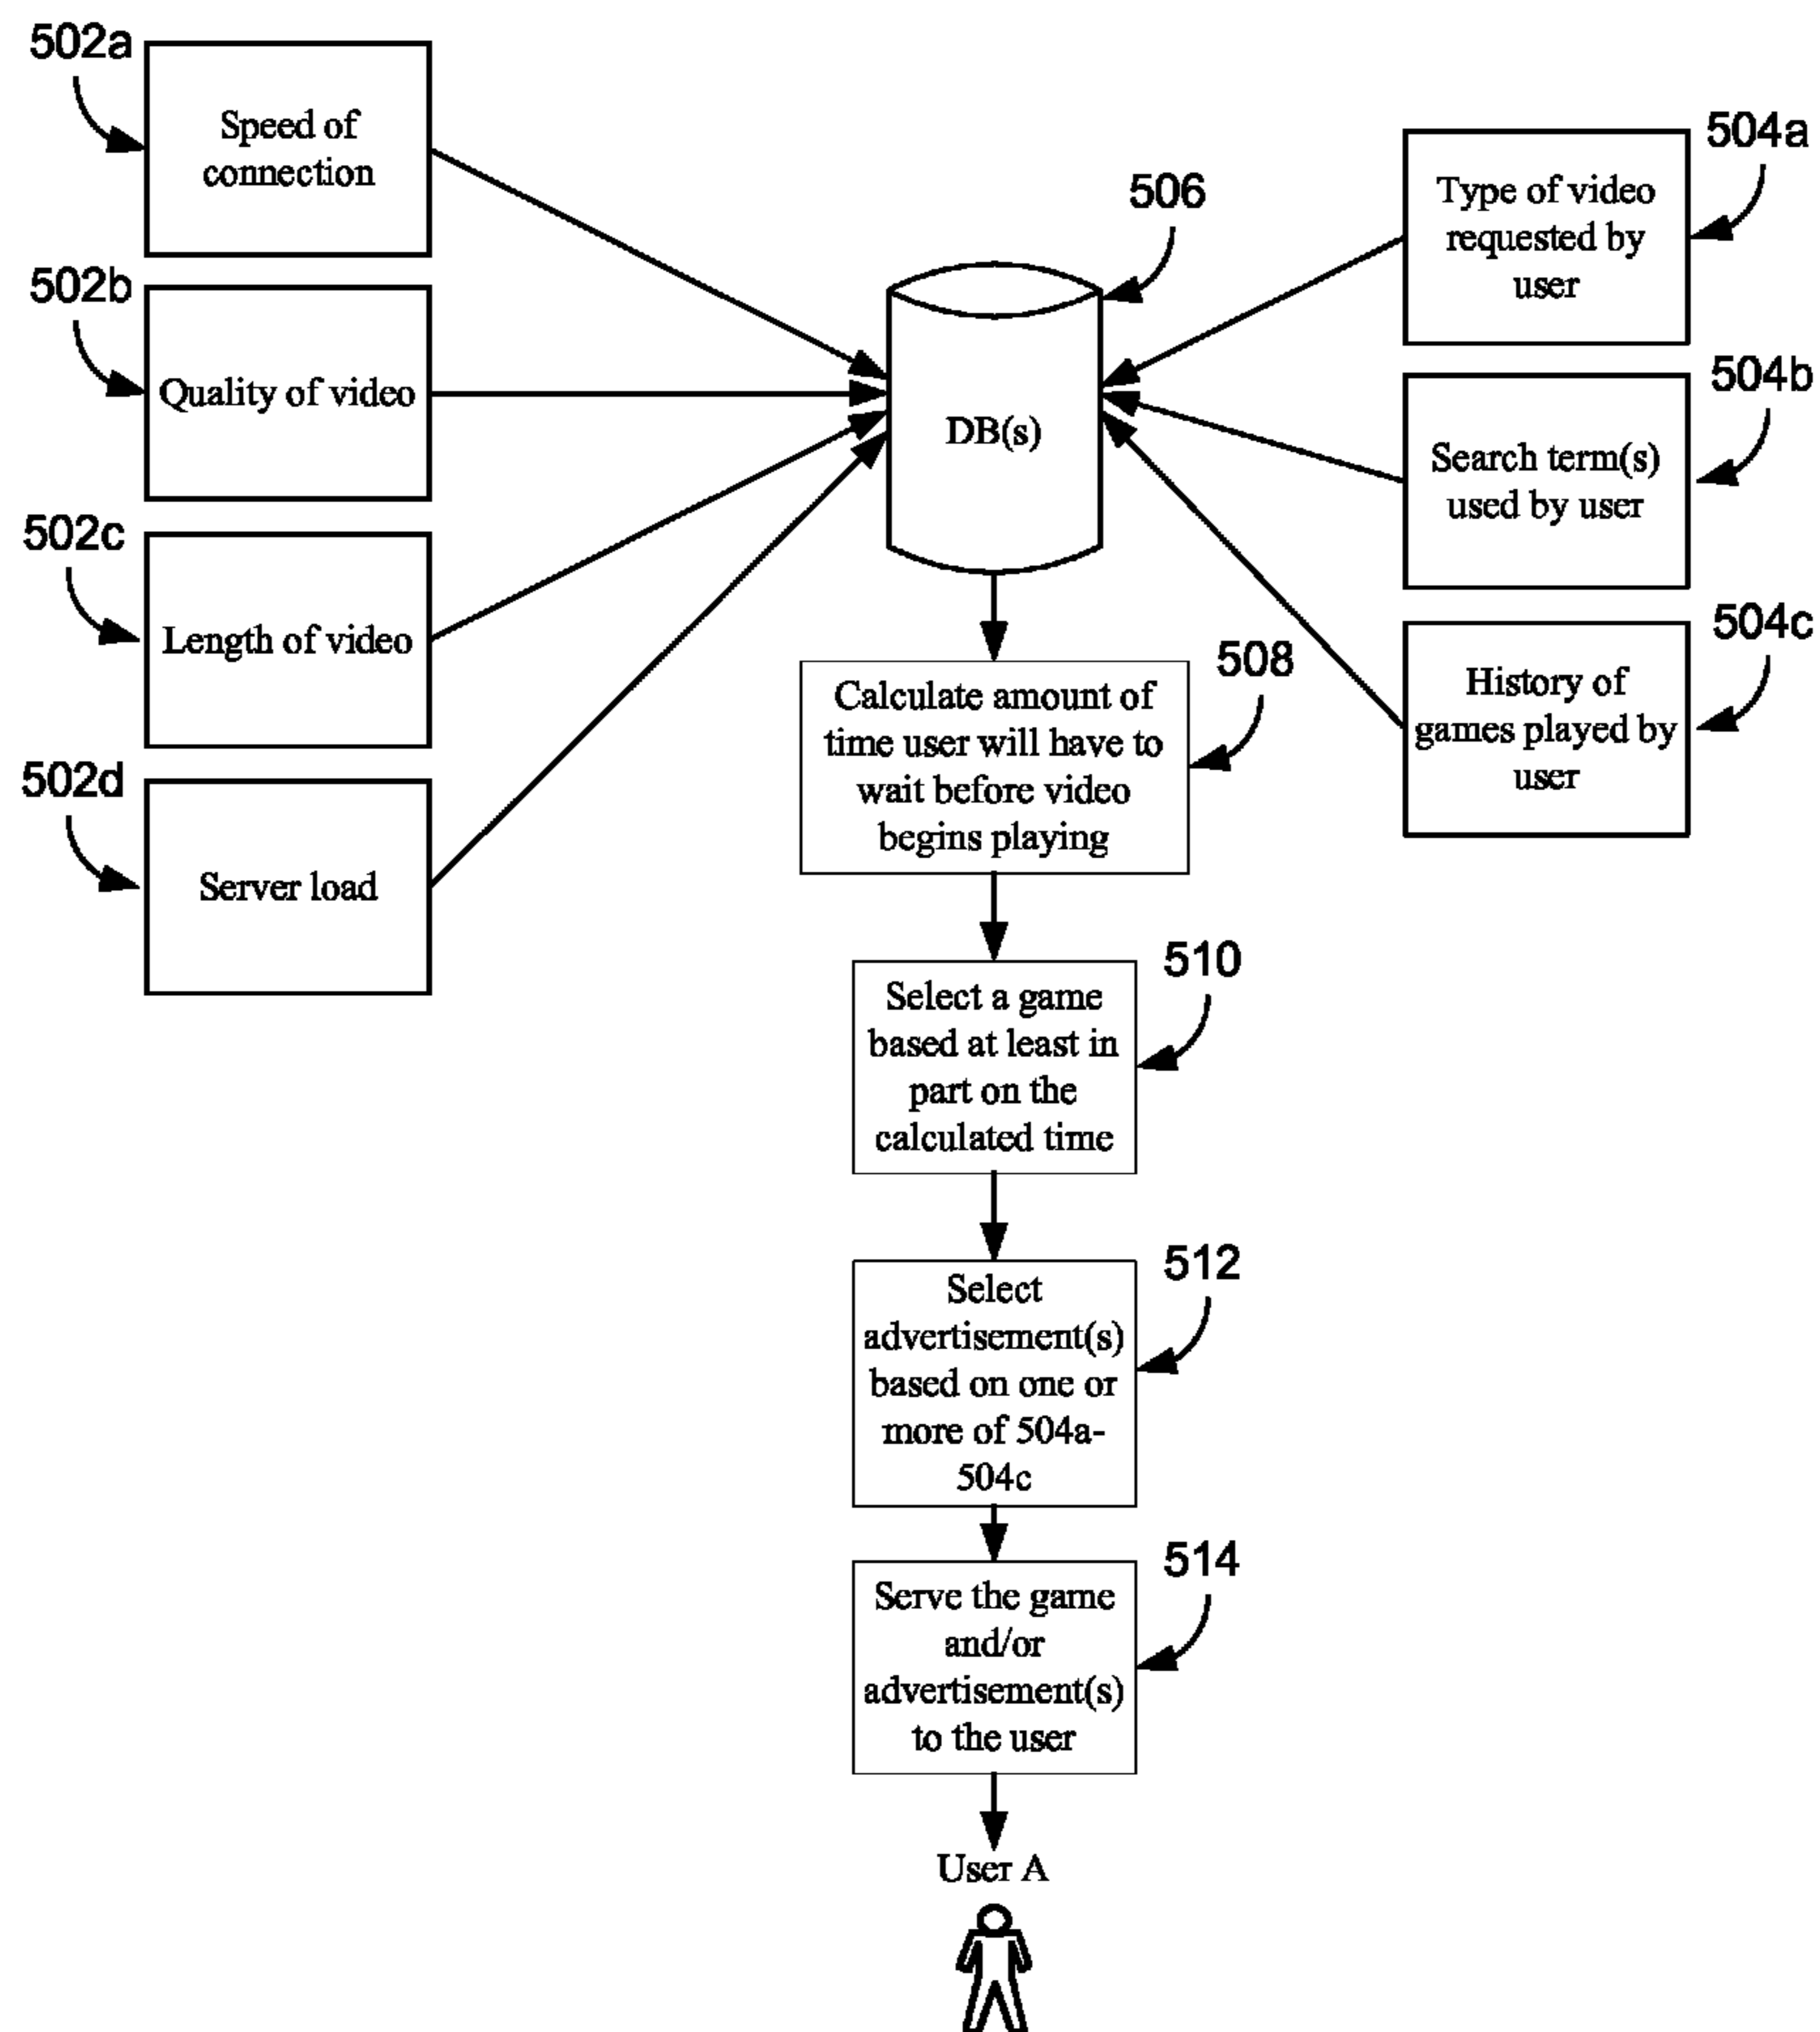 502a
Speed of
connection
502b
Quality of video
502c
Length of video
502d
Server load
506
DB(s)
504a
Type of video
requested by
user
504b
Search term(s)
used by user
504c
History of
games played by
user
508
Calculate amount of
time user will have to
wait before video
begins playing
510
Select a game
based at least in
part on the
calculated time
512
Select
advertisement(s)
based on one or
more of 504a-
504c
514
Serve the game
and/or
advertisement(s)
to the user
User A